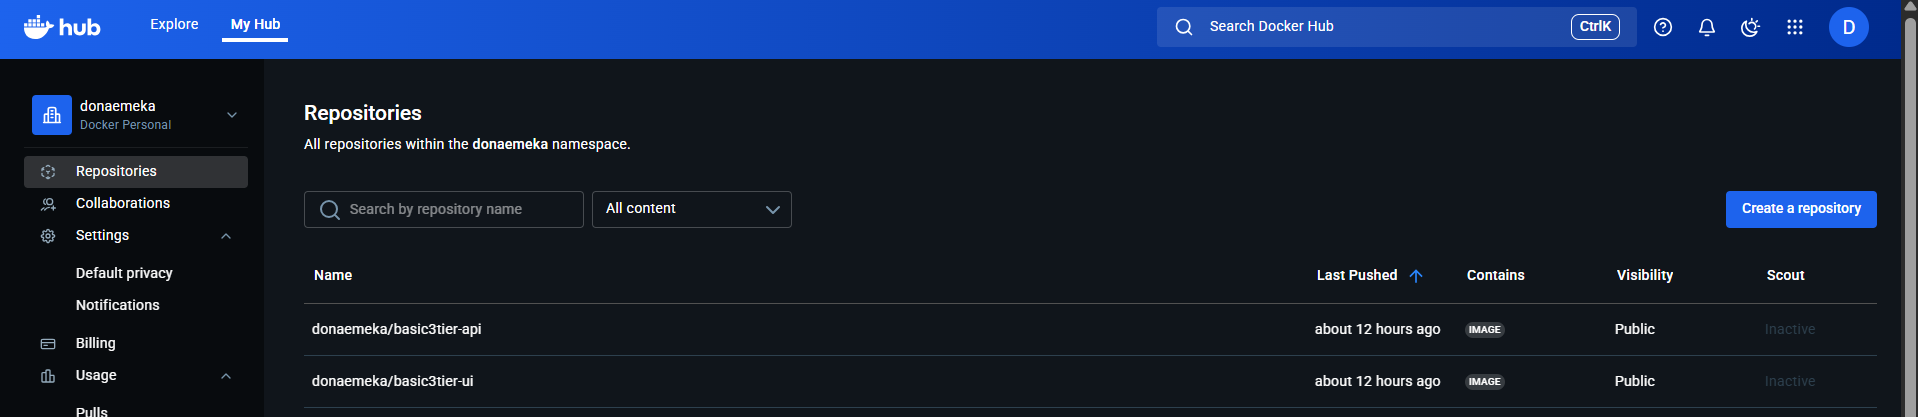 hub
Explore
My Hub
Search Docker Hub
CtrlK
D
donaemeka
Docker Personal
Repositories
Collaborations
Settings
Default privacy
Notifications
Billing
Usage
Pulls
Repositories
All repositories within the donaemeka namespace.
Search by repository name
All content
Create a repository
Name Last Pushed Contains Visibility Scout
donaemeka/basic3tier-api about 12 hours ago IMAGE Public Inactive
donaemeka/basic3tier-ui about 12 hours ago IMAGE Public Inactive